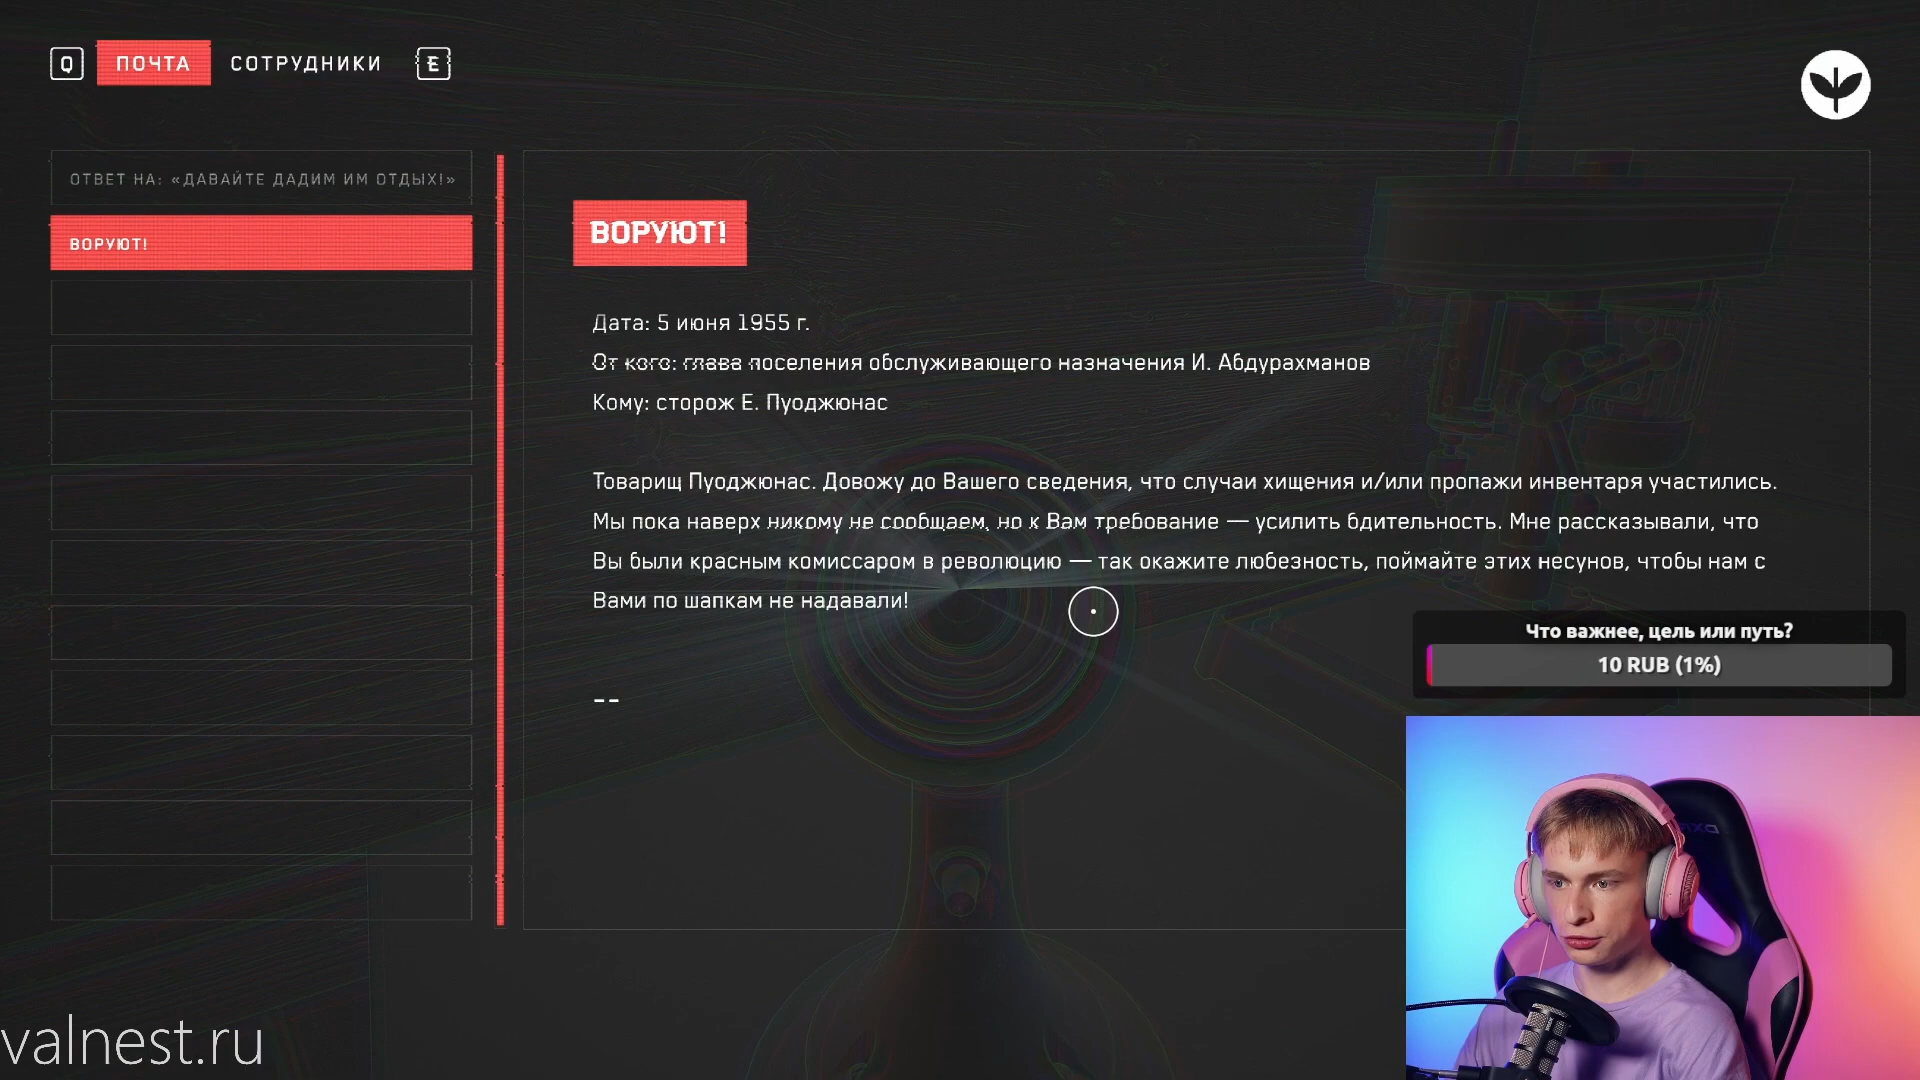 Q ПОЧТА СОТРУДНИКИ E
ОТВЕТ НА: «ДАВАЙТЕ ДАДИМ ИМ ОТДЫХ!»
ВОРУЮТ!
ВОРУЮТ!
Дата: 5 июня 1955 г.
От кого: глава поселения обслуживающего назначения И. Абдурахманов
Кому: сторож Е. Пуоджюнас
Товарищ Пуоджюнас. Довожу до Вашего сведения, что случаи хищения и/или пропажи инвентаря участились.
Мы пока наверх никому не сообщаем, но к Вам требование — усилить бдительность. Мне рассказывали, что
Вы были красным комиссаром в революцию — так окажите любезность, поймайте этих несунов, чтобы нам с
Вами по шапкам не надавали!
--
Что важнее, цель или путь?
10 RUB (1%)
valnest.ru